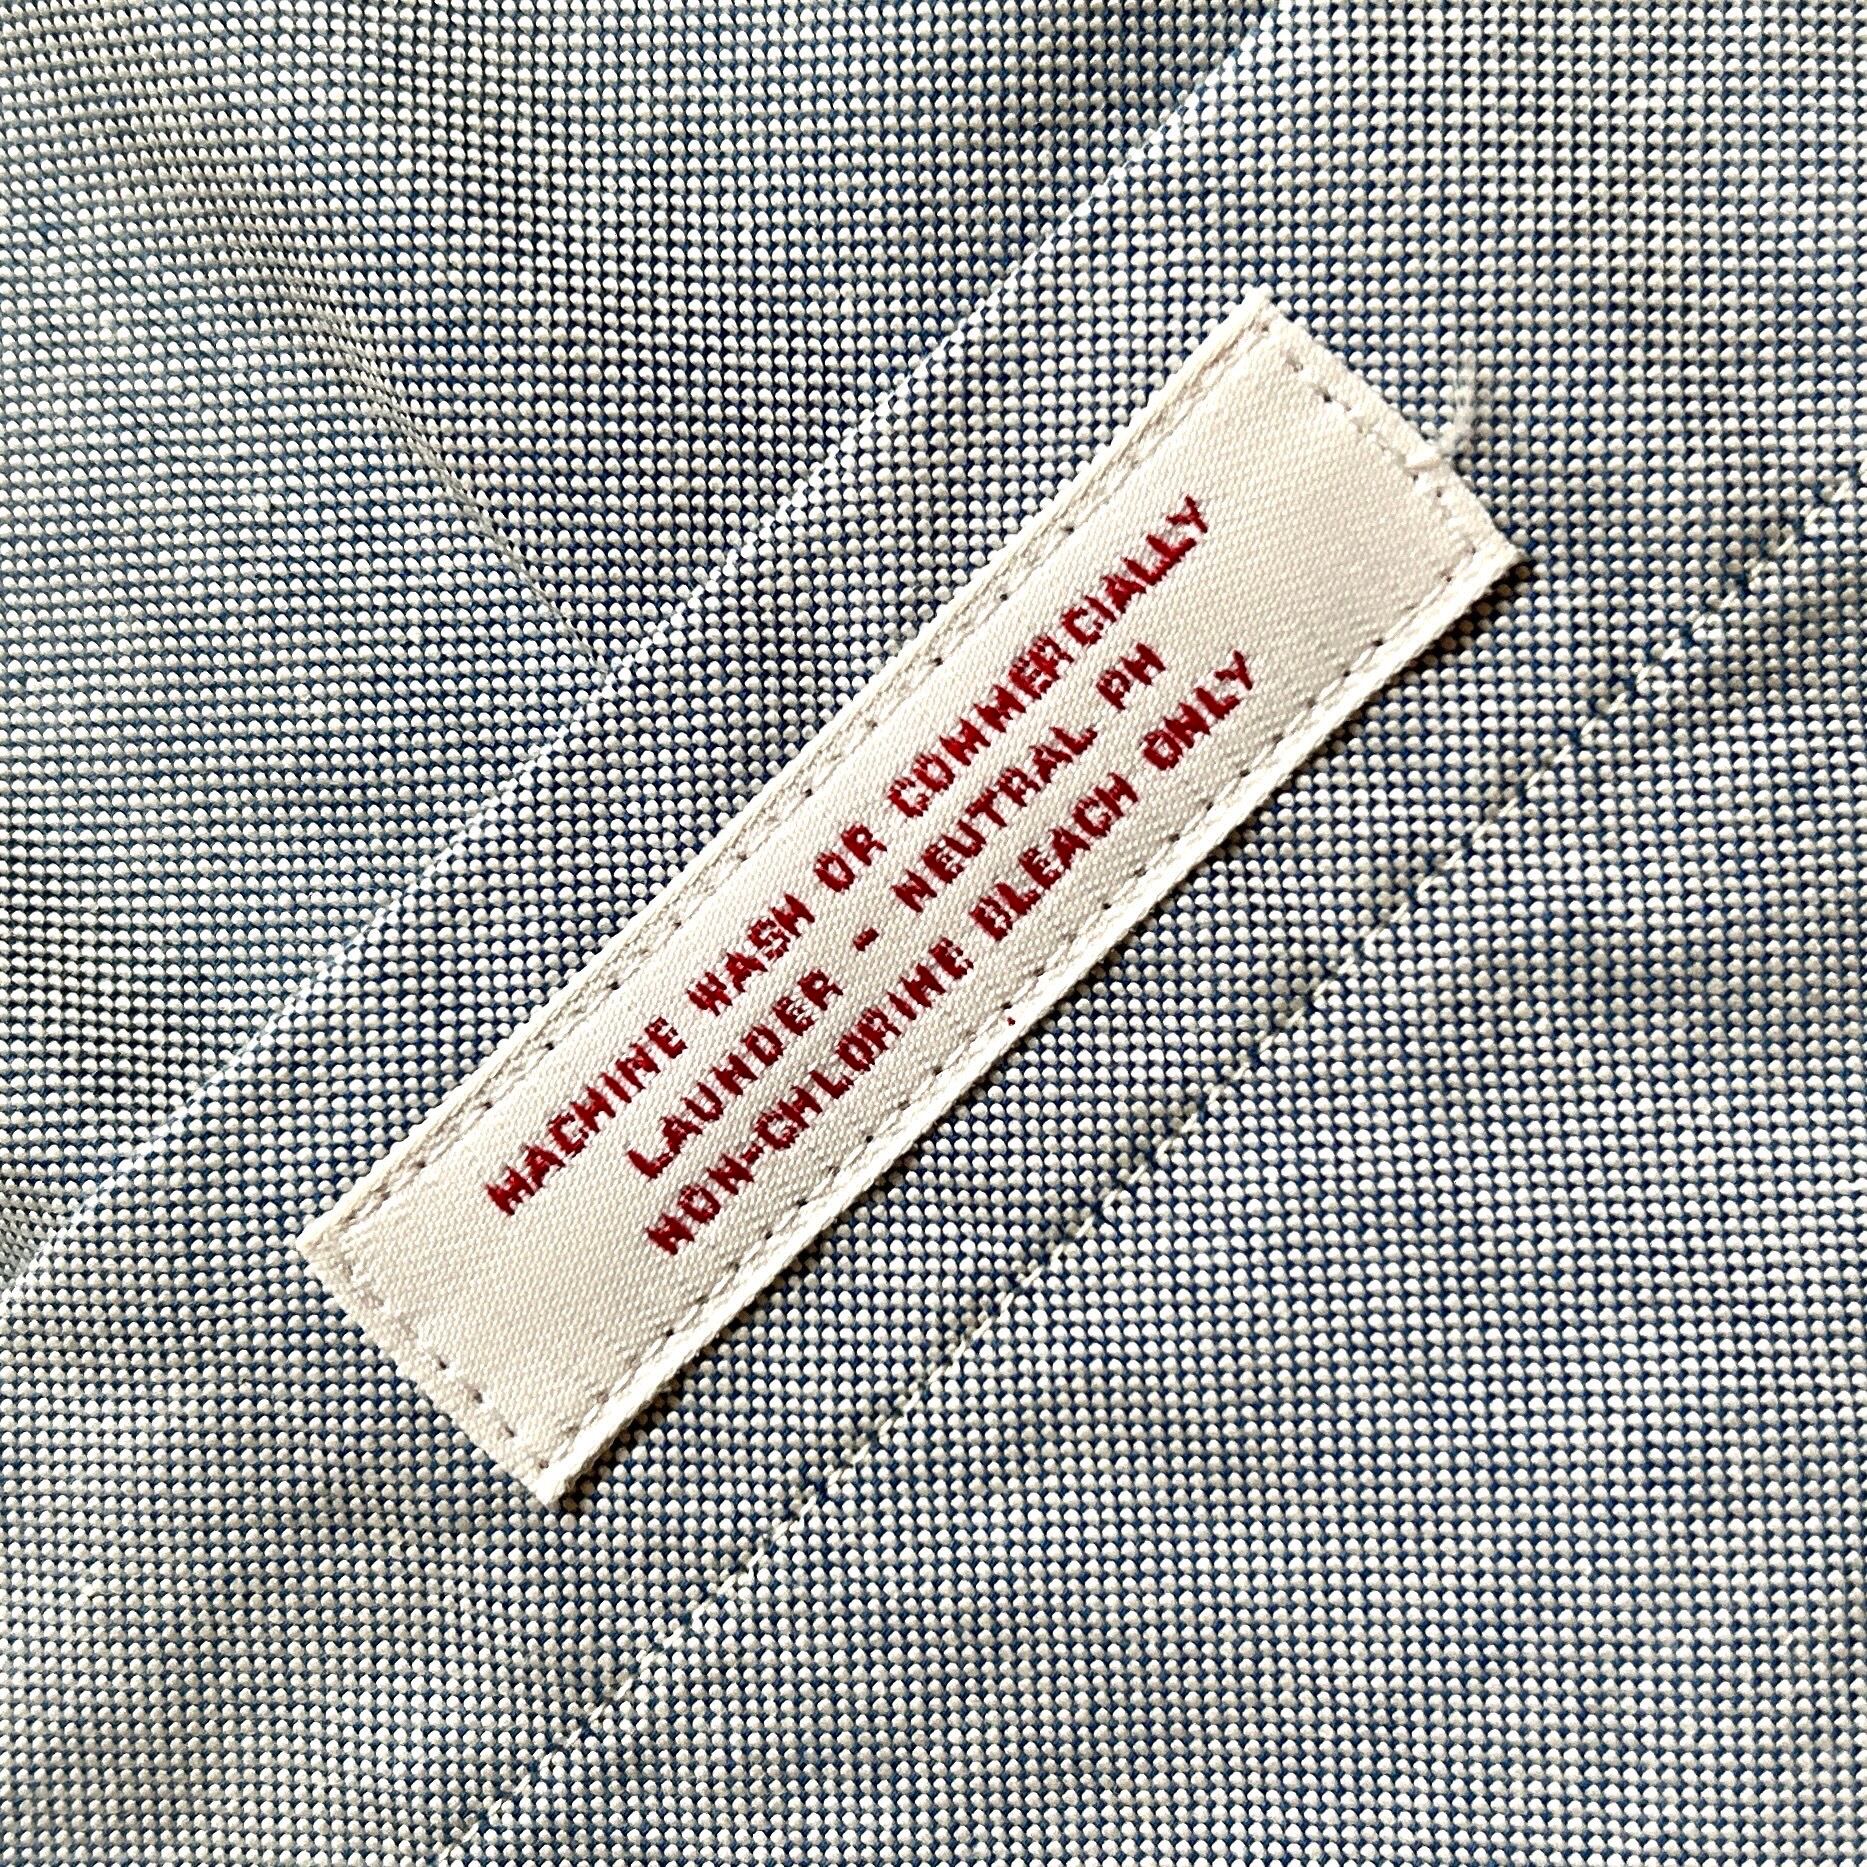 MACHINE WASH OR COMMERCIALLY
LAUNDER - NEUTRAL PH
NON-CHLORINE BLEACH ONLY